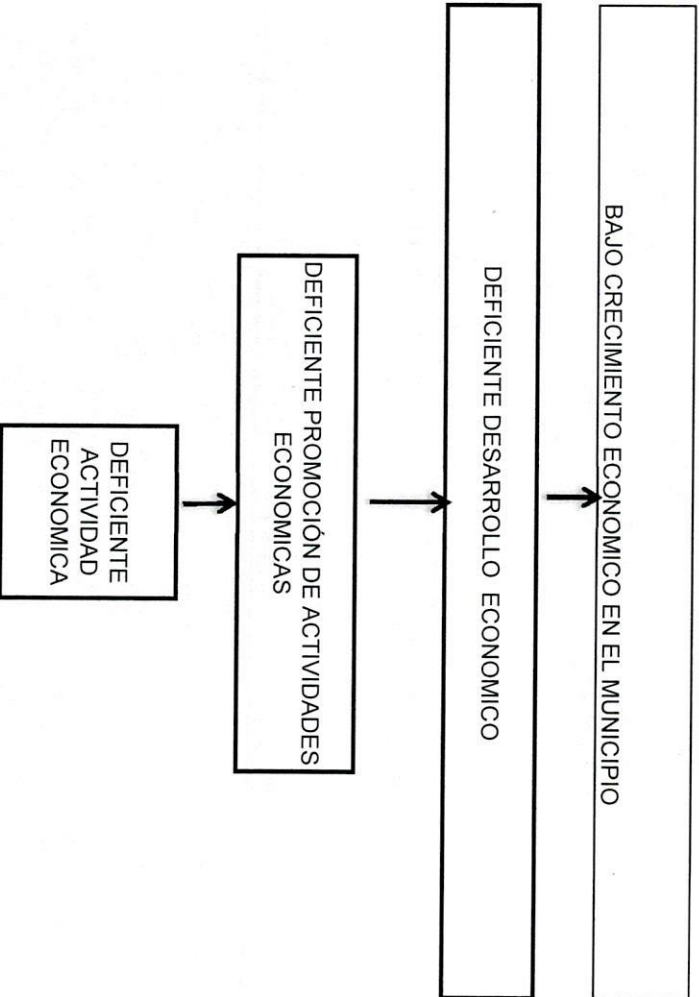 BAJO CRECIMIENTO ECONOMICO EN EL MUNICIPIO
DEFICIENTE DESARROLLO ECONOMICO
DEFICIENTE PROMOCIÓN DE ACTIVIDADES
ECONOMICAS
DEFICIENTE
ACTIVIDAD
ECONOMICA